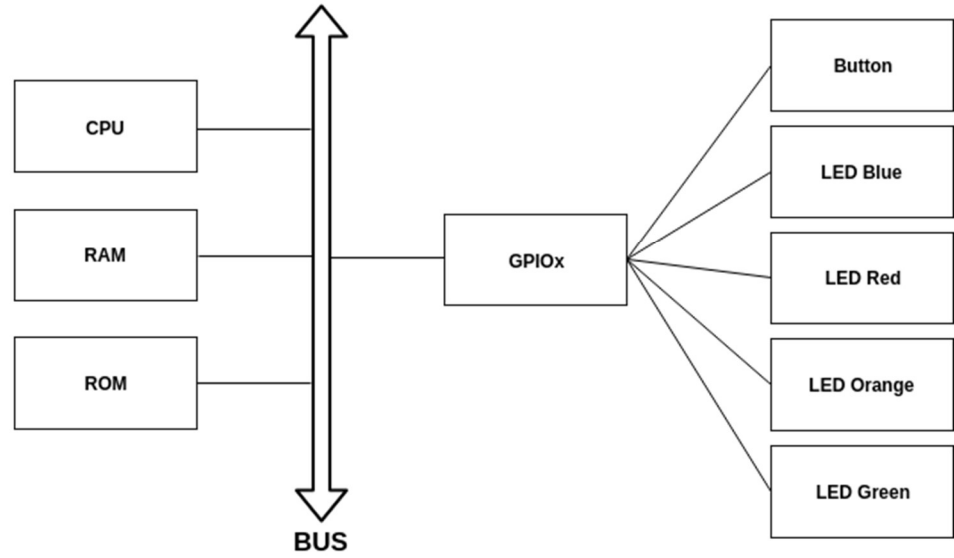 CPU
RAM
ROM
BUS
GPIOx
Button
LED Blue
LED Red
LED Orange
LED Green